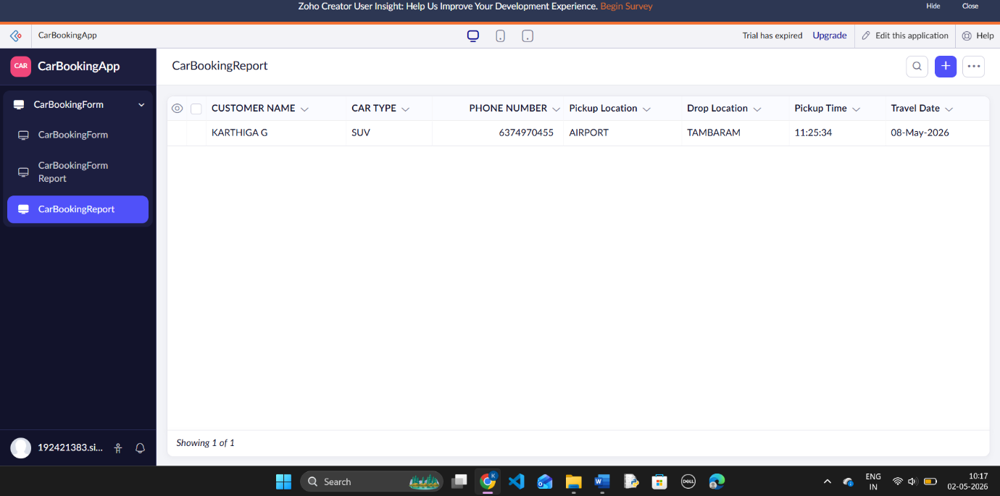 Zoho Creator User Insight: Help Us Improve Your Development Experience. Begin Survey Hide Close
CarBookingApp Trial has expired Upgrade Edit this application Help
CAR CarBookingApp
CarBookingForm
CarBookingForm
CarBookingForm
Report
CarBookingReport
192421383.si...
CarBookingReport
CUSTOMER NAME CAR TYPE PHONE NUMBER Pickup Location Drop Location Pickup Time Travel Date
KARTHIGA G SUV 6374970455 AIRPORT TAMBARAM 11:25:34 08-May-2026
Showing 1 of 1
Search K W DELL ENG 10:17
IN 02-05-2026